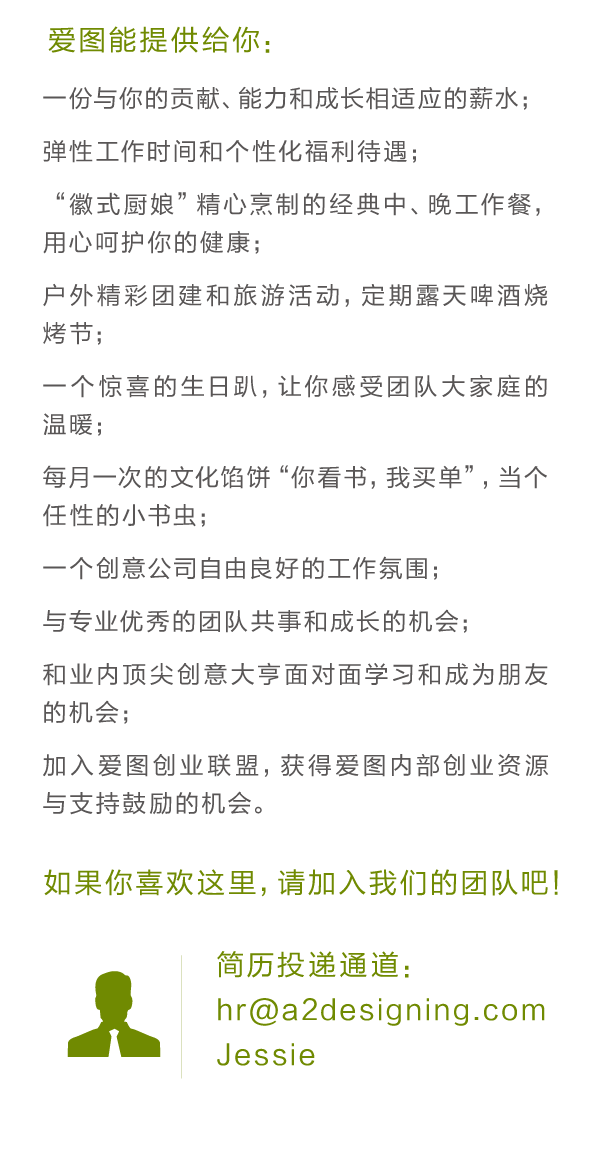 爱图能提供给你：
一份与你的贡献、能力和成长相适应的薪水；
弹性工作时间和个性化福利待遇；
“徽式厨娘”精心烹制的经典中、晚工作餐，
用心呵护你的健康；
户外精彩团建和旅游活动，定期露天啤酒烧
烤节；
一个惊喜的生日趴，让你感受团队大家庭的
温暖；
每月一次的文化馅饼“你看书，我买单”，当个
任性的小书虫；
一个创意公司自由良好的工作氛围；
与专业优秀的团队共事和成长的机会；
和业内顶尖创意大亨面对面学习和成为朋友
的机会；
加入爱图创业联盟，获得爱图内部创业资源
与支持鼓励的机会。
如果你喜欢这里，请加入我们的团队吧！
简历投递通道：
hr@a2designing.com
Jessie